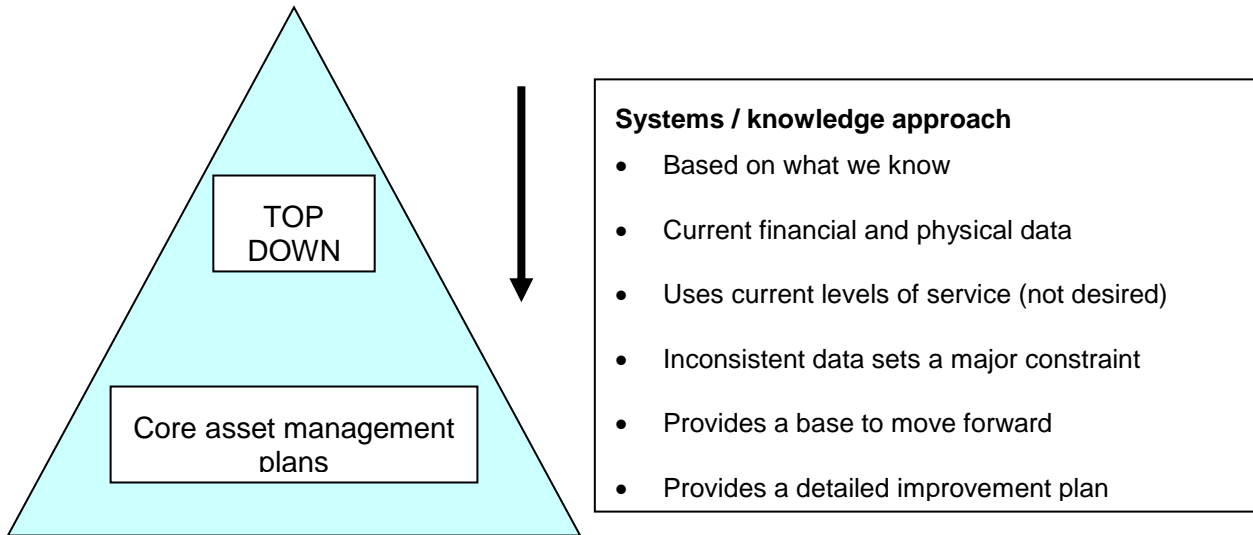 TOP
DOWN
Core asset management
plans
Systems / knowledge approach
• Based on what we know
• Current financial and physical data
• Uses current levels of service (not desired)
• Inconsistent data sets a major constraint
• Provides a base to move forward
• Provides a detailed improvement plan